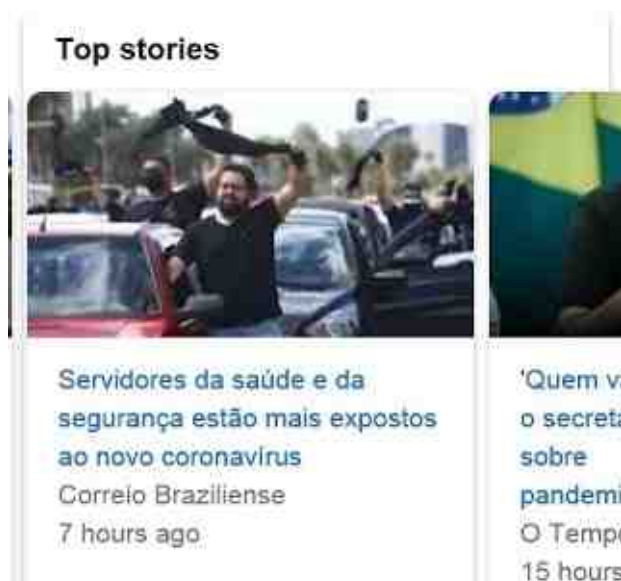 Top stories
Servidores da saúde e da
segurança estão mais expostos
ao novo coronavírus
Correio Braziliense
7 hours ago
'Quem v
o secret
sobre
pandemi
O Temp
15 hours